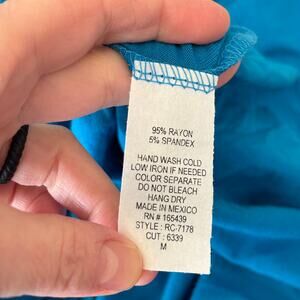 95% RAYON
5% SPANDEX
HAND WASH COLD
LOW IRON IF NEEDED
COLOR SEPARATE
DO NOT BLEACH
HANG DRY
MADE IN MEXICO
RN # 165439
STYLE : RC-7178
CUT : 6339
M